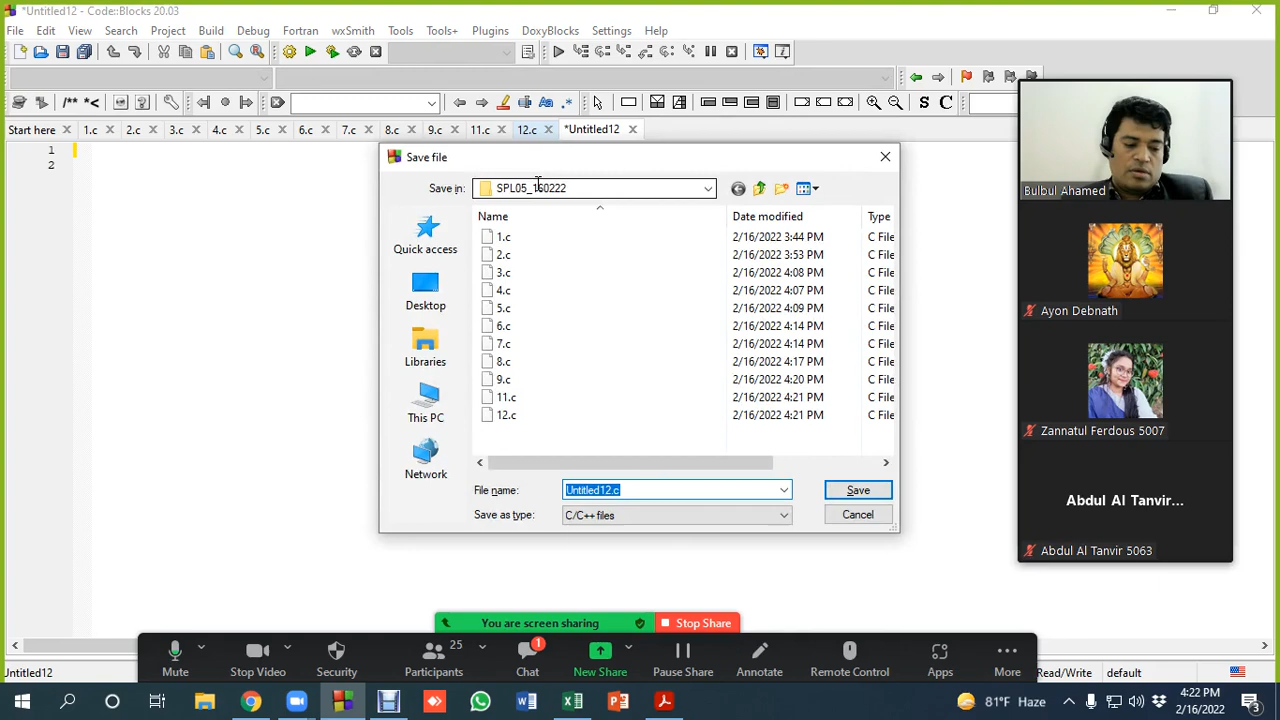 *Untitled12 - Code::Blocks 20.03
File Edit View Search Project Build Debug Fortran wxSmith Tools Tools+ Plugins DoxyBlocks Settings Help
/** *<
S C
Start here 1.c 2.c 3.c 4.c 5.c 6.c 7.c 8.c 9.c 11.c 12.c *Untitled12
1
2
Save file
Save in: SPL05_160222
Name Date modified Type
1.c 2/16/2022 3:44 PM C File
2.c 2/16/2022 3:53 PM C File
3.c 2/16/2022 4:08 PM C File
4.c 2/16/2022 4:07 PM C File
5.c 2/16/2022 4:09 PM C File
6.c 2/16/2022 4:14 PM C File
7.c 2/16/2022 4:14 PM C File
8.c 2/16/2022 4:17 PM C File
9.c 2/16/2022 4:20 PM C File
11.c 2/16/2022 4:21 PM C File
12.c 2/16/2022 4:21 PM C File
Quick access
Desktop
Libraries
This PC
Network
File name: Untitled12.c Save
Save as type: C/C++ files Cancel
Bulbul Ahamed
Ayon Debnath
Zannatul Ferdous 5007
Abdul Al Tanvir...
Abdul Al Tanvir 5063
You are screen sharing Stop Share
25
1
Mute Stop Video Security Participants Chat New Share Pause Share Annotate Remote Control Apps More
Untitled12 Read/Write default
81°F Haze
4:22 PM
2/16/2022
3